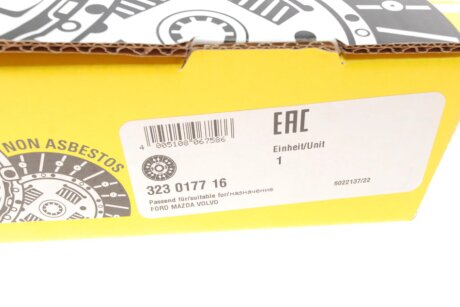 NON ASBESTOS
EAC
4 005108 067586
Einheit/Unit
1
323 0177 16
Passend für/suitable for/назначение
FORD MAZDA VOLVO
6022137/22